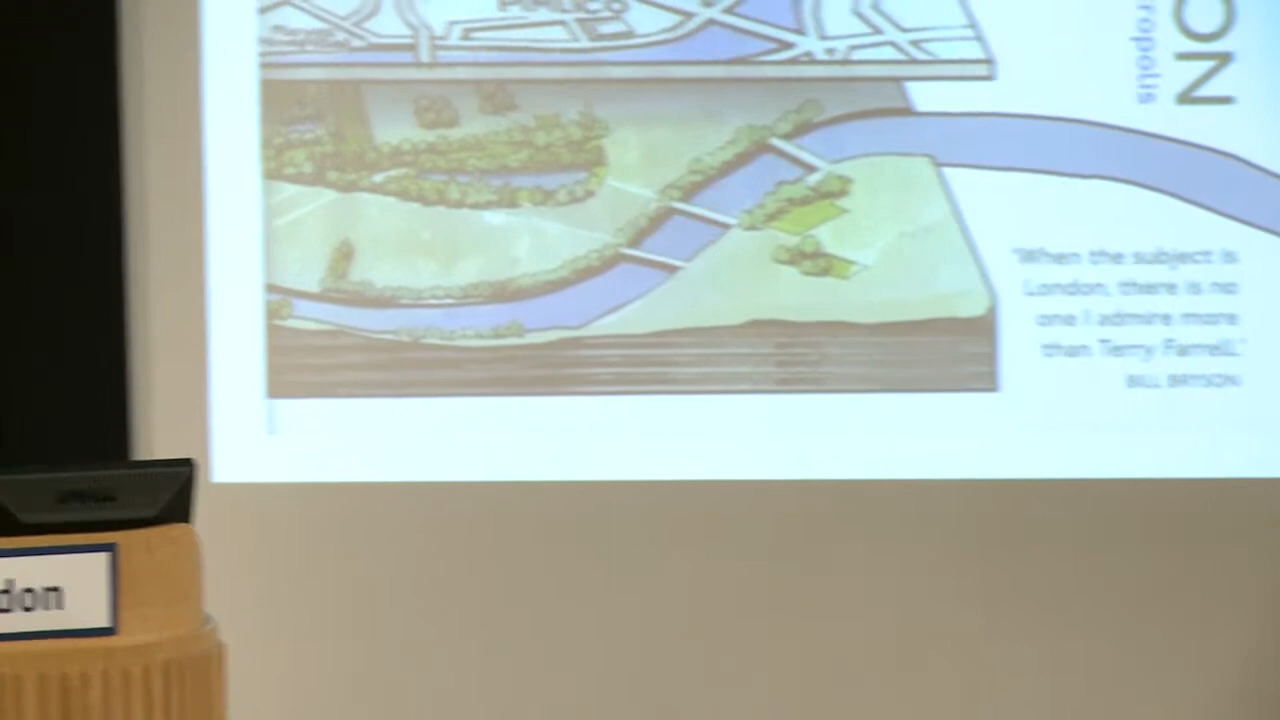 PIMLICO
ropolis
ON
'When the subject is
London, there is no
one I admire more
than Terry Farrell.'
BILL BRYSON
don